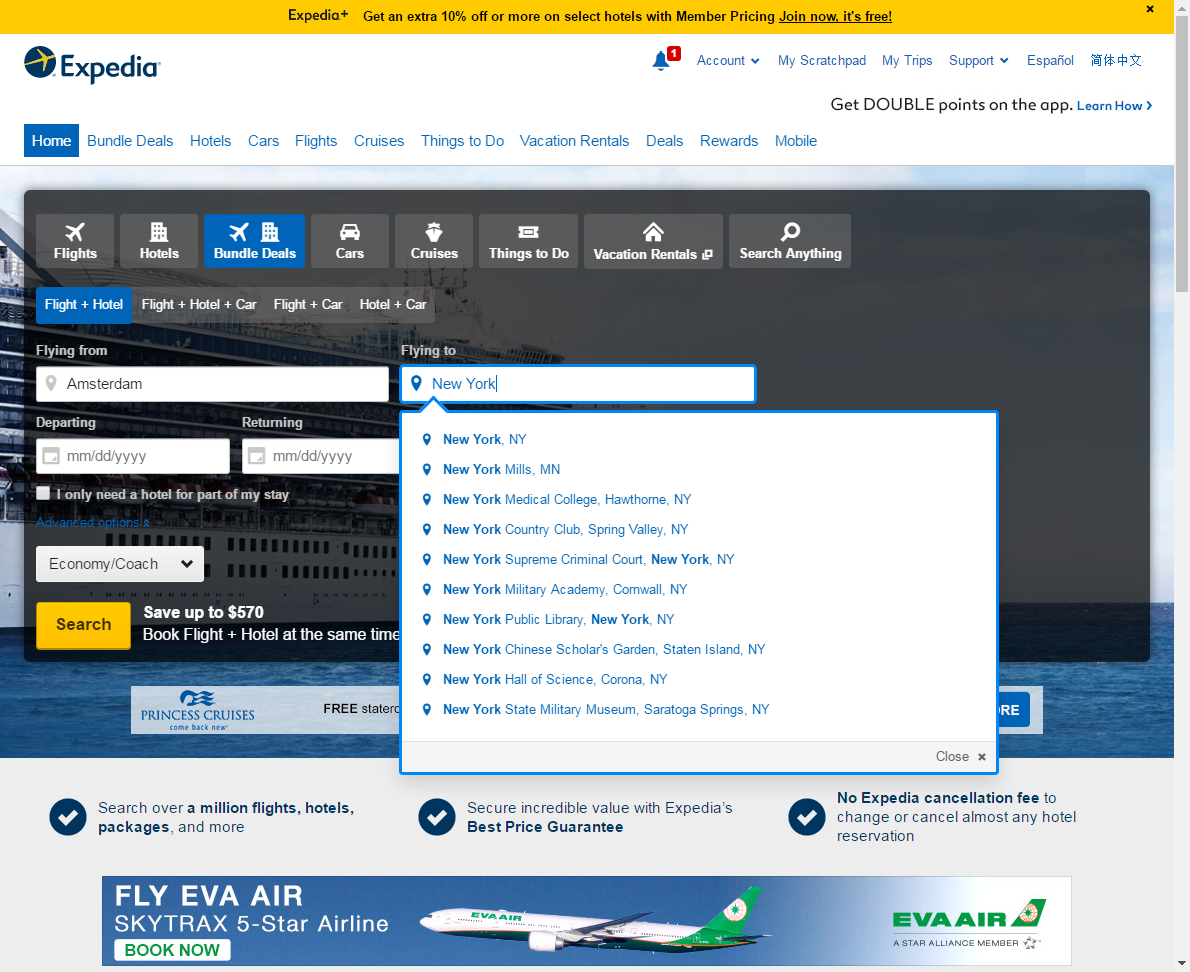 Expedia+ Get an extra 10% off or more on select hotels with Member Pricing Join now, it's free!
Expedia
1 Account My Scratchpad My Trips Support Español 简体中文
Get DOUBLE points on the app. Learn How
Home Bundle Deals Hotels Cars Flights Cruises Things to Do Vacation Rentals Deals Rewards Mobile
Flights Hotels Bundle Deals Cars Cruises Things to Do Vacation Rentals Search Anything
Flight + Hotel Flight + Hotel + Car Flight + Car Hotel + Car
Flying from Flying to
Amsterdam New York
Departing Returning
mm/dd/yyyy mm/dd/yyyy
I only need a hotel for part of my stay
Advanced options
Economy/Coach
Search
Save up to $570
Book Flight + Hotel at the same time
New York, NY
New York Mills, MN
New York Medical College, Hawthorne, NY
New York Country Club, Spring Valley, NY
New York Supreme Criminal Court, New York, NY
New York Military Academy, Cornwall, NY
New York Public Library, New York, NY
New York Chinese Scholar's Garden, Staten Island, NY
New York Hall of Science, Corona, NY
New York State Military Museum, Saratoga Springs, NY
Close
PRINCESS CRUISES
come back new
FREE
Search over a million flights, hotels,
packages, and more
Secure incredible value with Expedia's
Best Price Guarantee
No Expedia cancellation fee to
change or cancel almost any hotel
reservation
FLY EVA AIR
SKYTRAX 5-Star Airline
BOOK NOW
EVA AIR
EVA AIR
A STAR ALLIANCE MEMBER